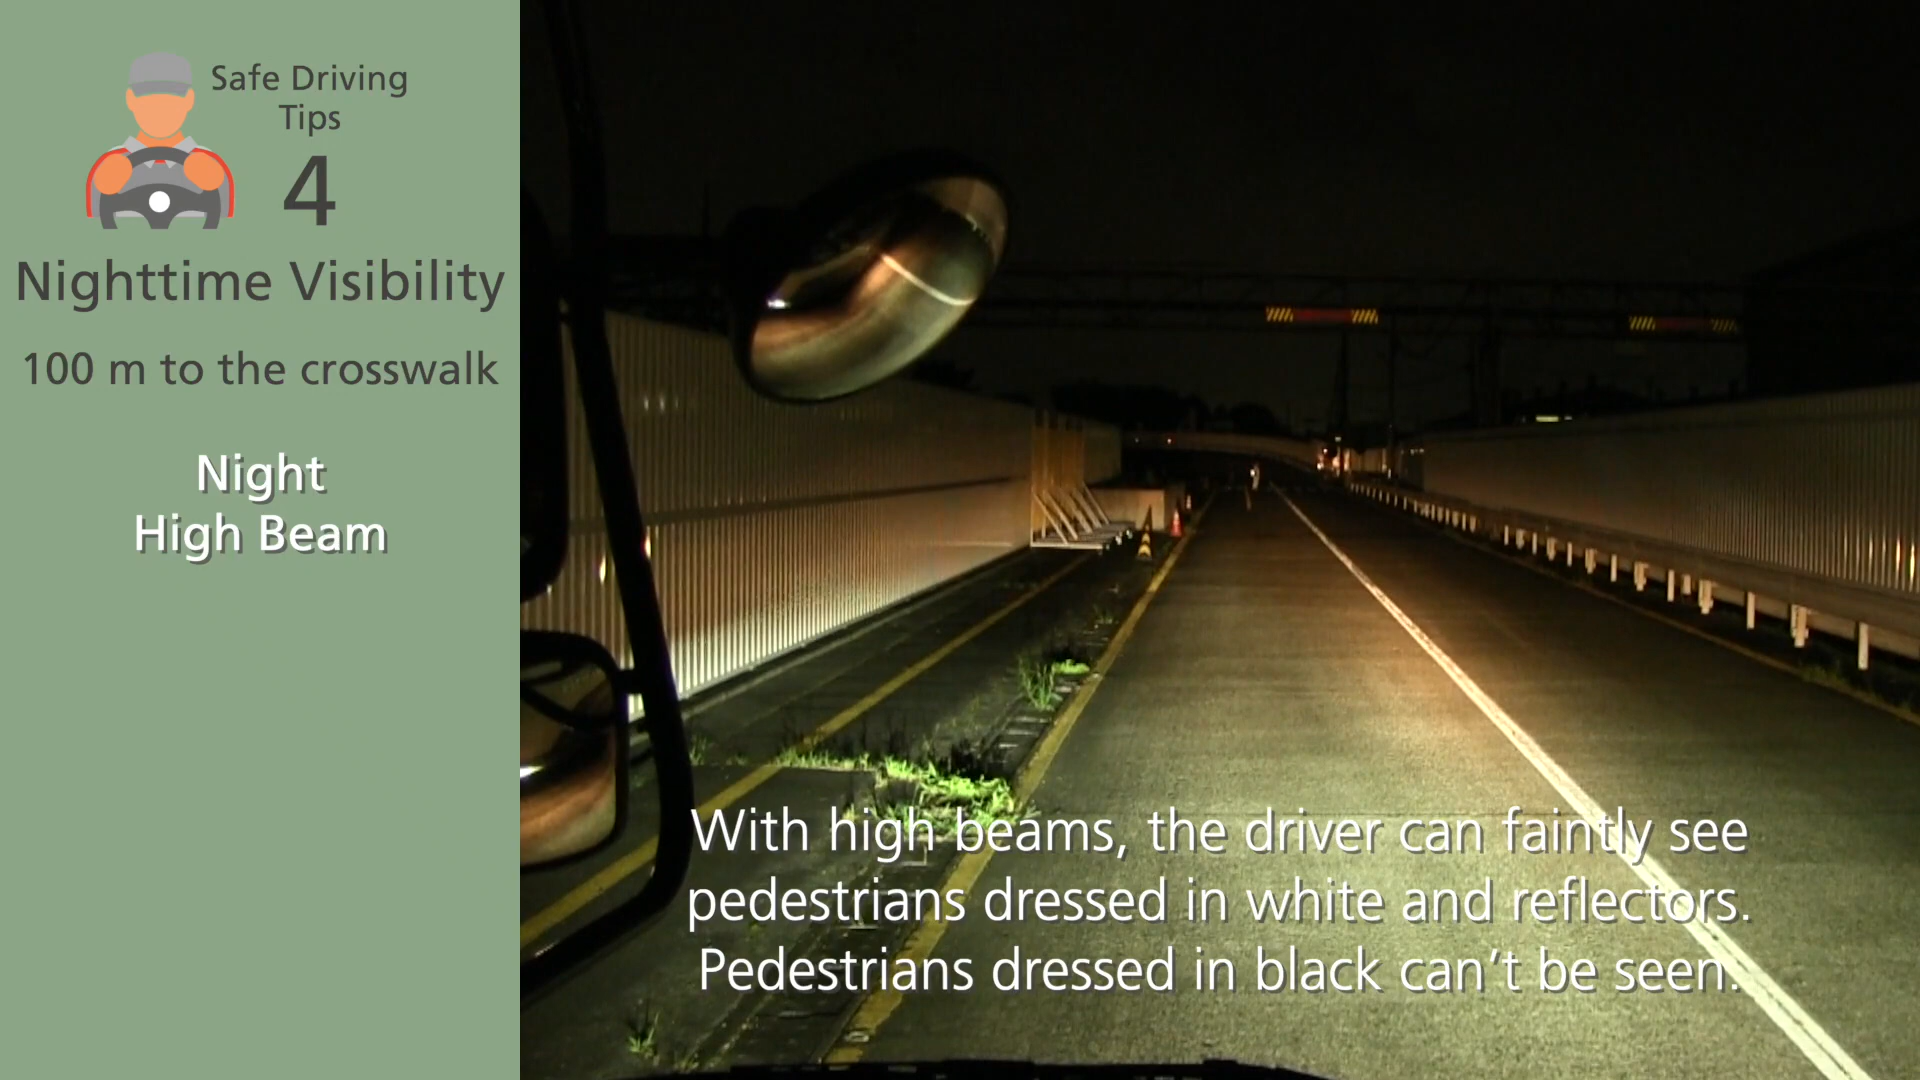 Safe Driving
Tips
4
Nighttime Visibility
100 m to the crosswalk
Night
High Beam
With high beams, the driver can faintly see
pedestrians dressed in white and reflectors.
Pedestrians dressed in black can't be seen.